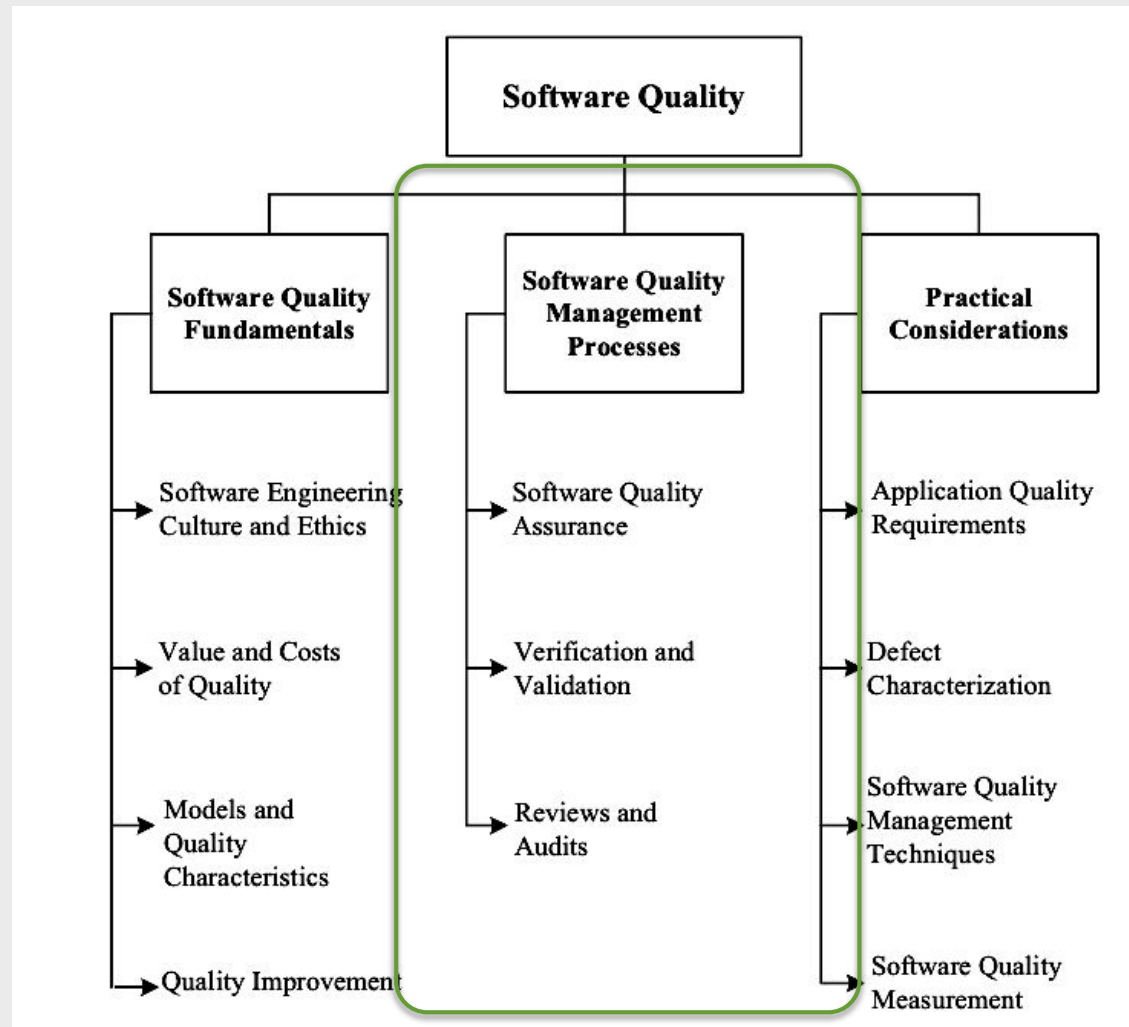 Software Quality
Software Quality
Fundamentals
Software Engineering
Culture and Ethics
Value and Costs
of Quality
Models and
Quality
Characteristics
Quality Improvement
Software Quality
Management
Processes
Software Quality
Assurance
Verification and
Validation
Reviews and
Audits
Practical
Considerations
Application Quality
Requirements
Defect
Characterization
Software Quality
Management
Techniques
Software Quality
Measurement